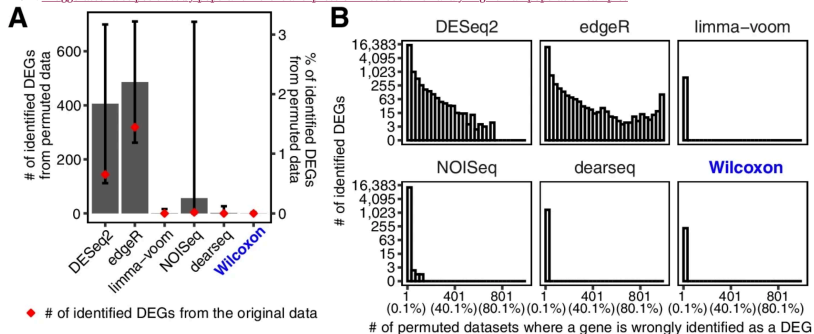 A
# of identified DEGs
from permuted data
600
400
200
0
3
2
1
0
% of identified DEGs
from permuted data
DESeq2
edgeR
limma−voom
NOISeq
dearseq
Wilcoxon
# of identified DEGs from the original data
B
# of identified DEGs
DESeq2
edgeR
limma−voom
16,383
4,095
1,023
255
63
15
3
0
NOISeq
dearseq
Wilcoxon
16,383
4,095
1,023
255
63
15
3
0
1 401 801 1 401 801 1 401 801
(0.1%) (40.1%) (80.1%) (0.1%) (40.1%) (80.1%) (0.1%) (40.1%) (80.1%)
# of permuted datasets where a gene is wrongly identified as a DEG